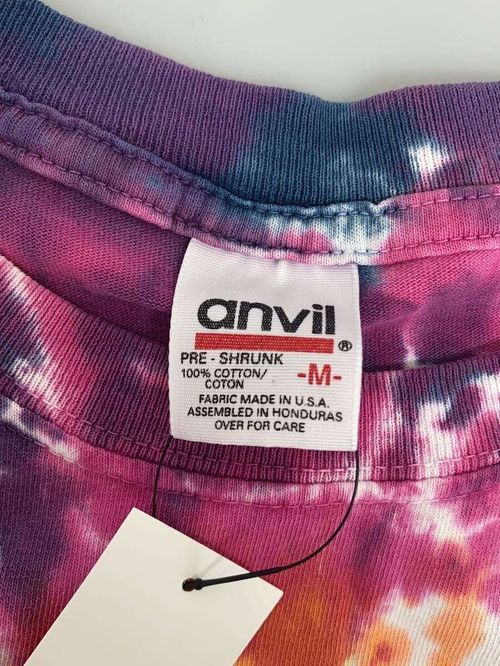 anvil
®
PRE - SHRUNK
100% COTTON/
COTON
-M-
FABRIC MADE IN U.S.A.
ASSEMBLED IN HONDURAS
OVER FOR CARE